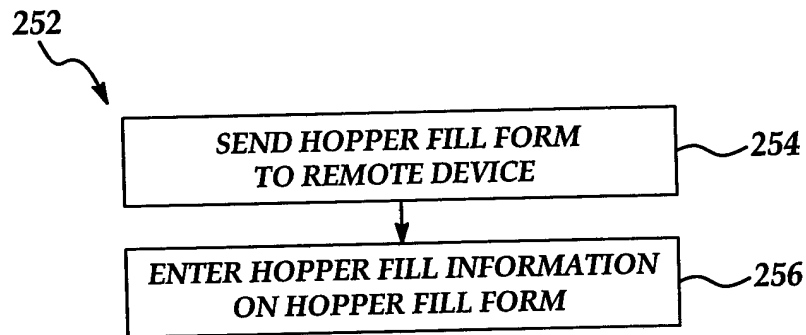 252
SEND HOPPER FILL FORM
TO REMOTE DEVICE
254
ENTER HOPPER FILL INFORMATION
ON HOPPER FILL FORM
256